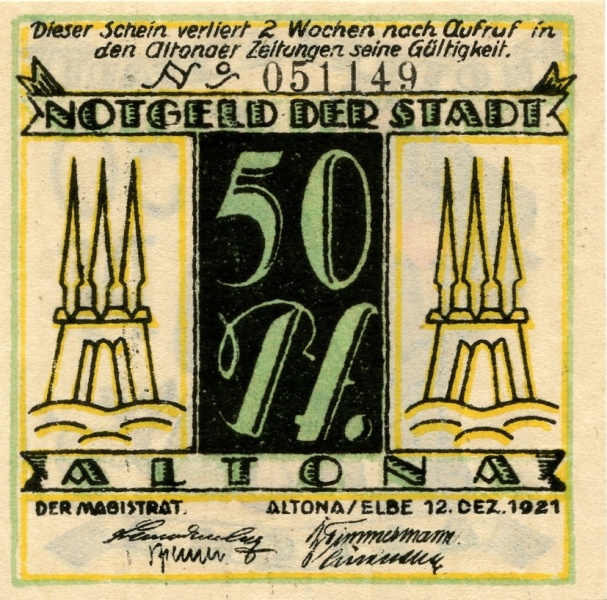 Dieser Schein verliert 2 Wochen nach Aufruf in
den Altonaer Zeitungen seine Gültigkeit.
No 051149
NOTGELD DER STADT
50
Pf.
ALTONA
DER MAGISTRAT. ALTONA/ELBE 12. DEZ. 1921
Timmermann